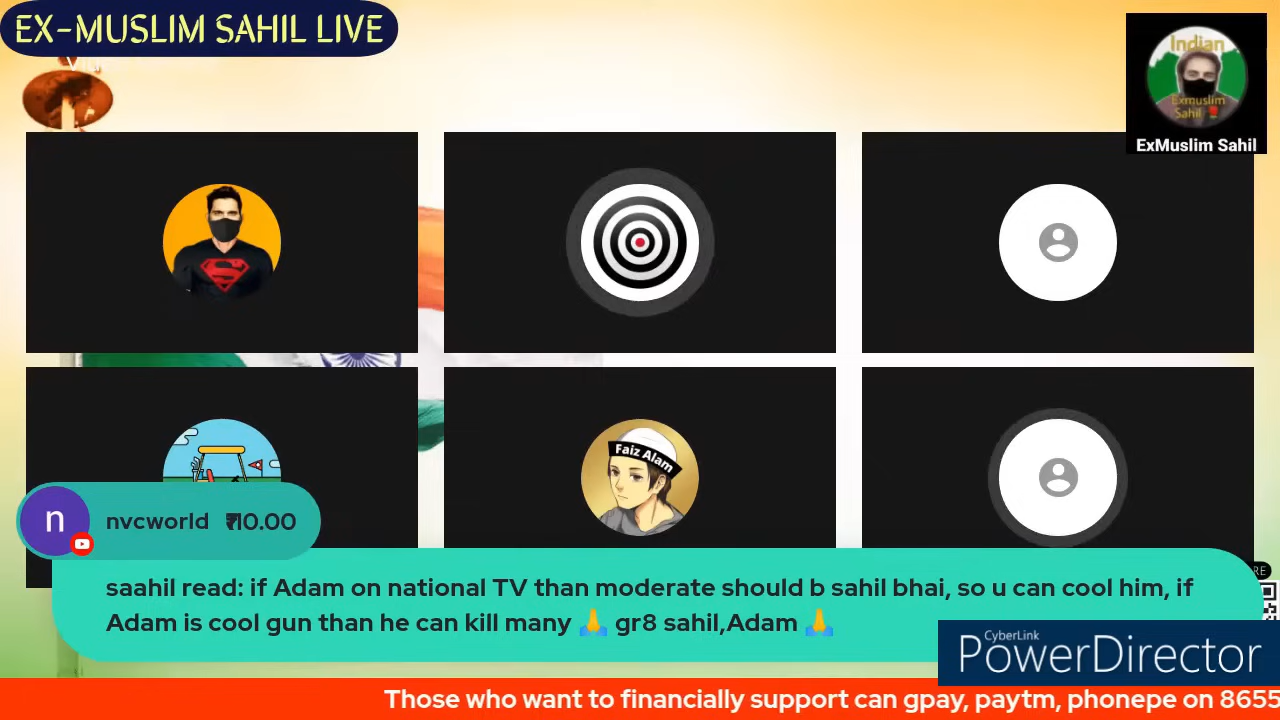 EX-MUSLIM SAHIL LIVE
Indian
Exmuslim
Sahil
ExMuslim Sahil
Faiz Alam
n
nvcworld
saahil read: if Adam on national TV than moderate should b sahil bhai, so u can cool him, if
Adam is cool gun than he can kill many 🙏 gr8 sahil,Adam 🙏
RE
CyberLink
PowerDirector
Those who want to financially support can gpay, paytm, phonepe on 8655